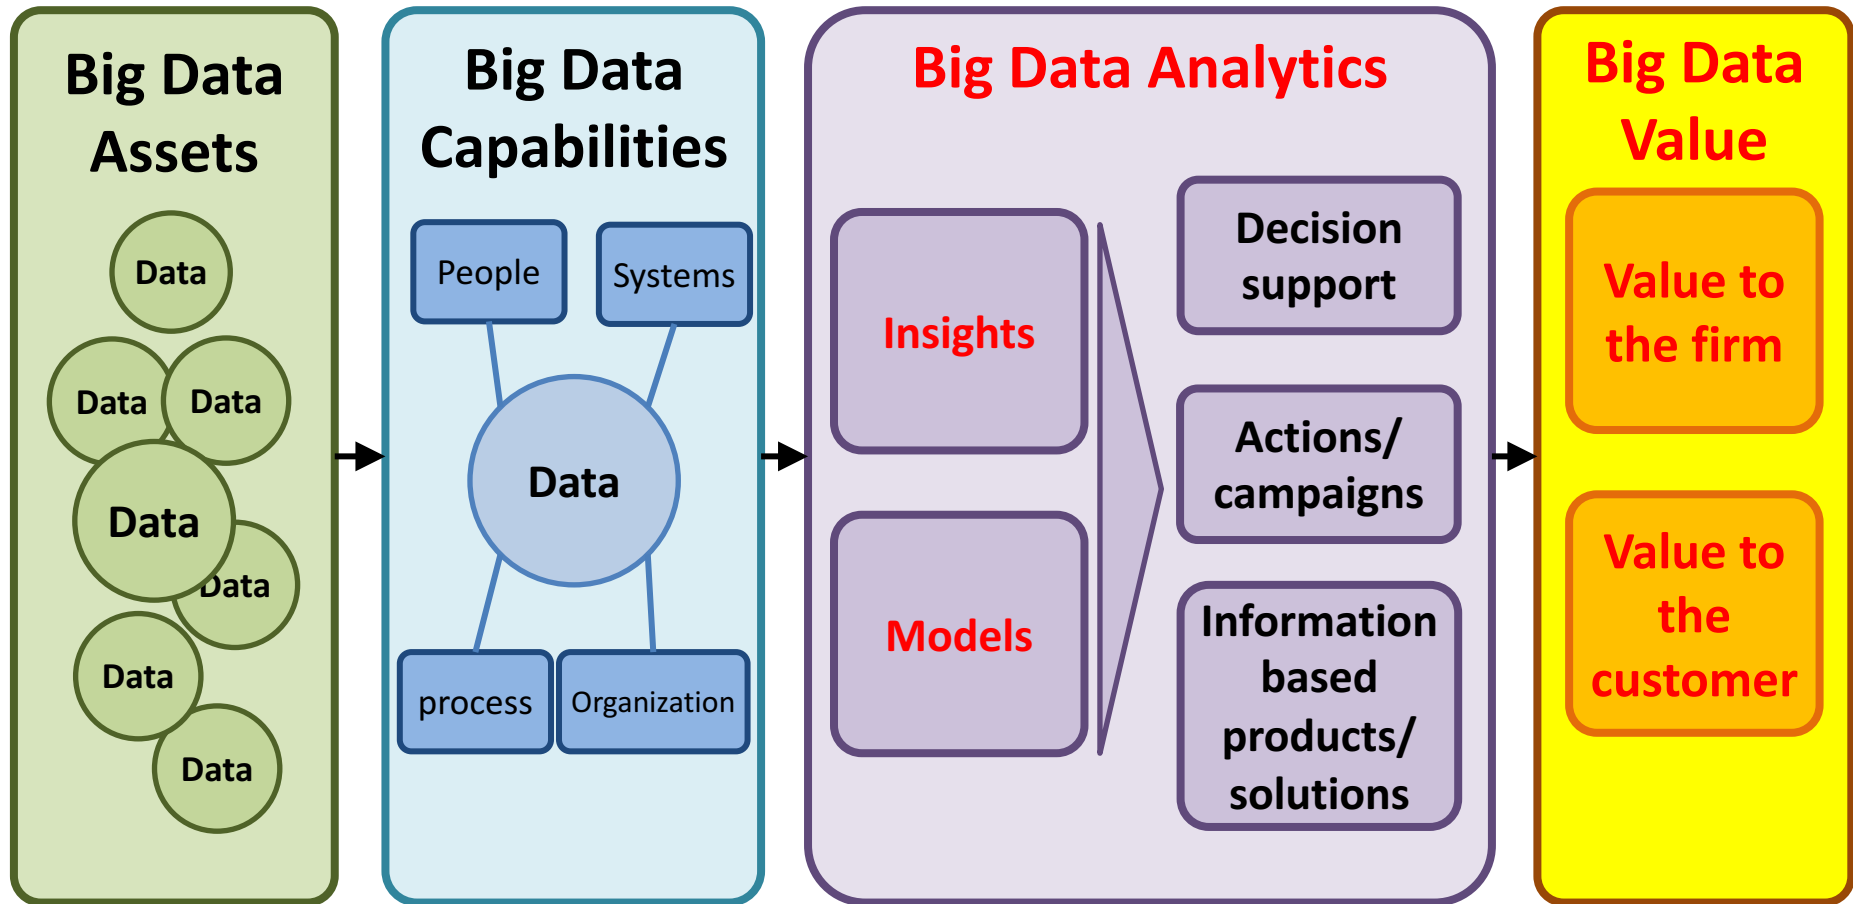 Big Data
Assets
Data
Data
Data
Data
Data
Data
Data
Big Data
Capabilities
People
Systems
Data
process
Organization
Big Data Analytics
Insights
Models
Decision
support
Actions/
campaigns
Information
based
products/
solutions
Big Data
Value
Value to
the firm
Value to
the
customer